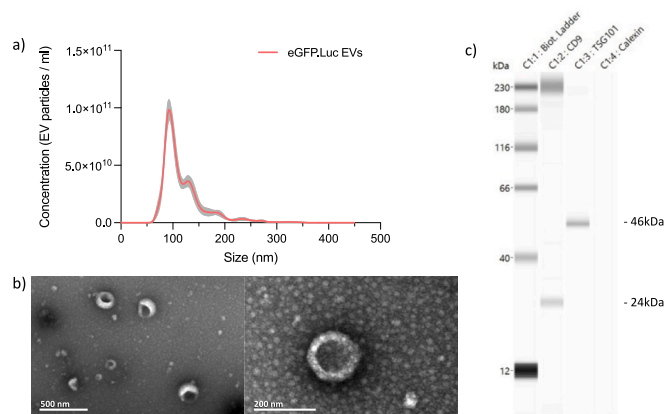 a)
1.5×10¹¹
1.0×10¹¹
5.0×10¹⁰
0.0
Concentration (EV particles / ml)
eGFP.Luc EVs
0
100
200
300
400
500
Size (nm)
b)
500 nm
200 nm
c)
kDa
C1:1 : Biot. Ladder
C1:2 : CD9
C1:3 : TSG101
C1:4 : Calexin
230
180
116
66
40
12
- 46kDa
- 24kDa